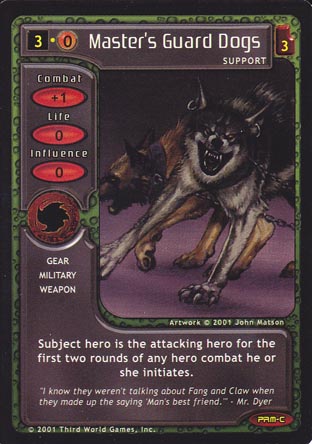 3 • 0 Master's Guard Dogs 3
SUPPORT
Combat
+1
Life
0
Influence
0
GEAR
MILITARY
WEAPON
Artwork © 2001 John Matson
Subject hero is the attacking hero for the
first two rounds of any hero combat he or
she initiates.
"I know they weren't talking about Fang and Claw when
they made up the saying 'Man's best friend.'" - Mr. Dyer
PAM-C
© 2001 Third World Games, Inc.